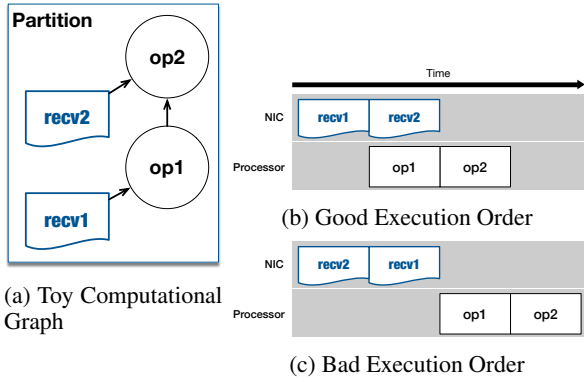 Partition
op2
recv2
op1
recv1
(a) Toy Computational
Graph
Time
NIC
recv1 recv2
Processor
op1 op2
(b) Good Execution Order
NIC
recv2 recv1
Processor
op1 op2
(c) Bad Execution Order